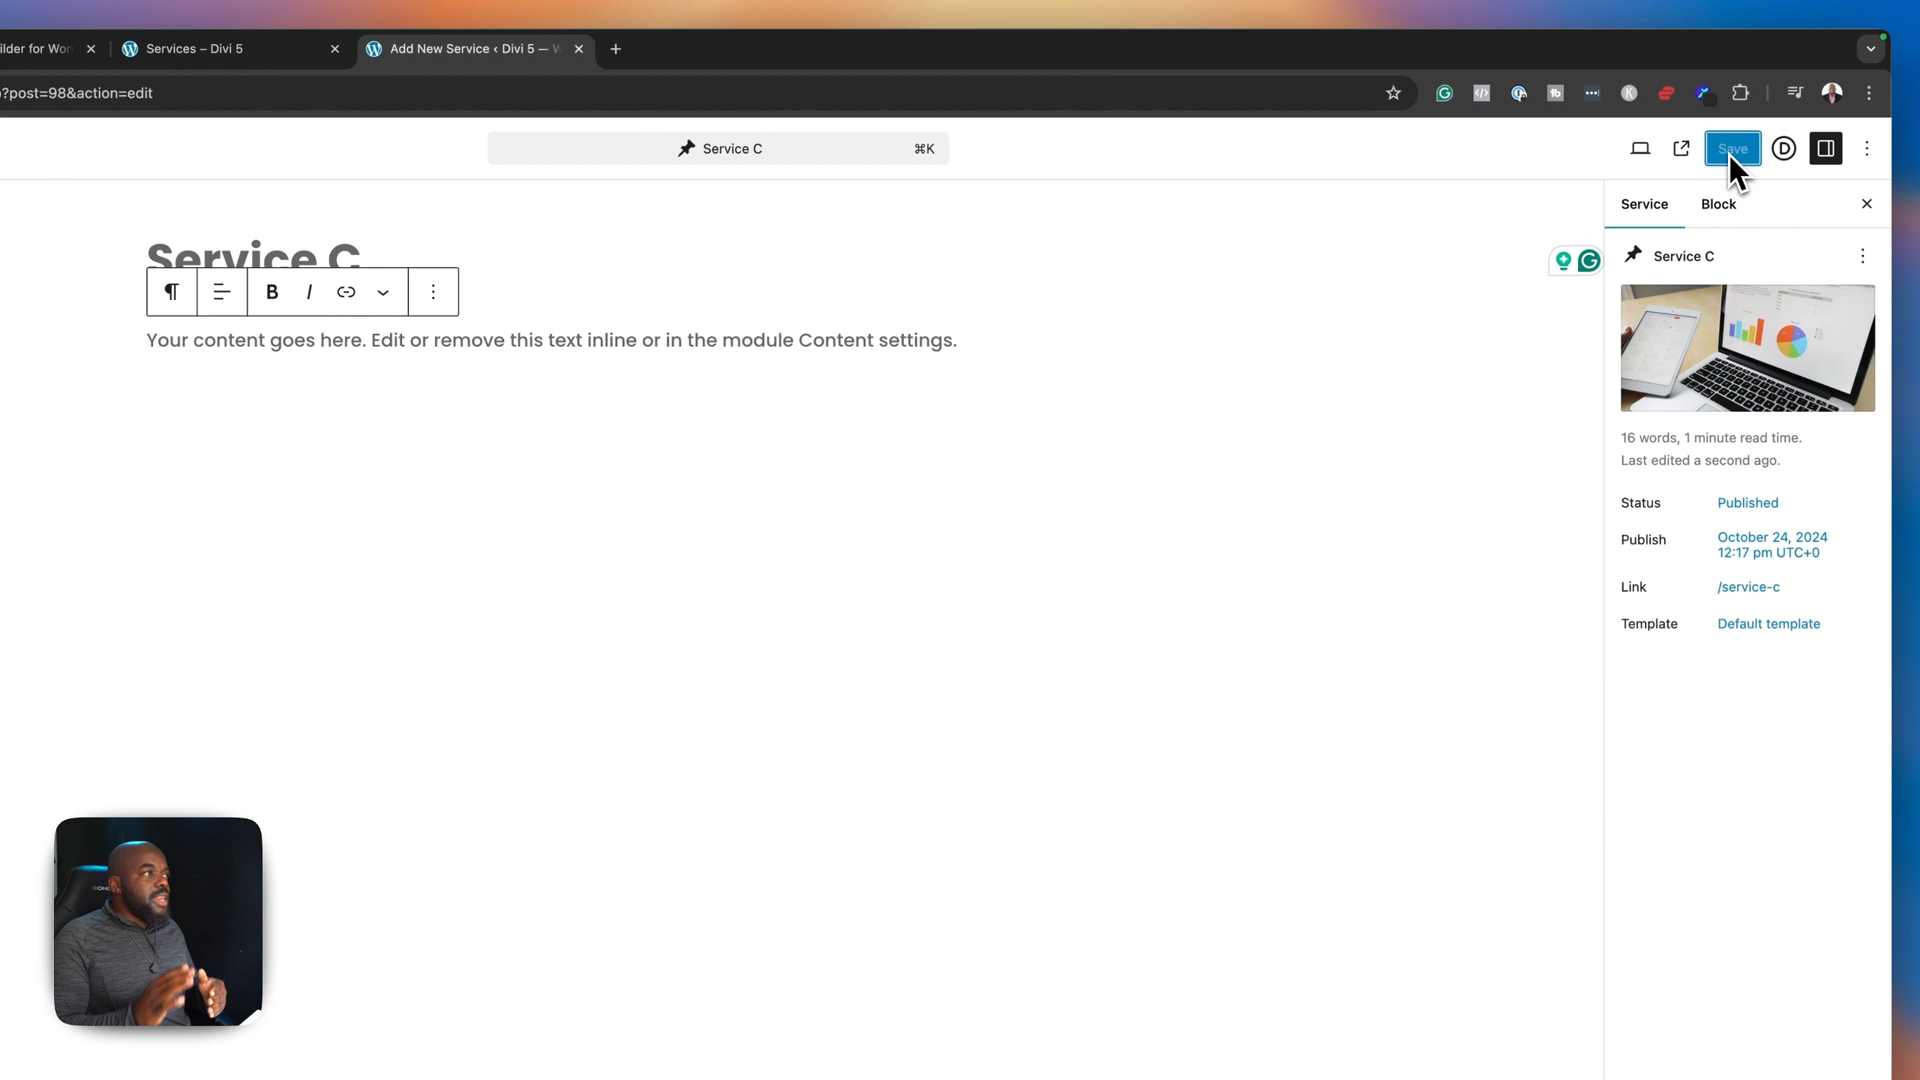 ilder for Wor
Services – Divi 5
Add New Service ‹ Divi 5 — W
?post=98&action=edit
Service C
⌘K
Save
Service
Block
Service C
Service C
Your content goes here. Edit or remove this text inline or in the module Content settings.
16 words, 1 minute read time.
Last edited a second ago.
Status
Published
Publish
October 24, 2024
12:17 pm UTC+0
Link
/service-c
Template
Default template